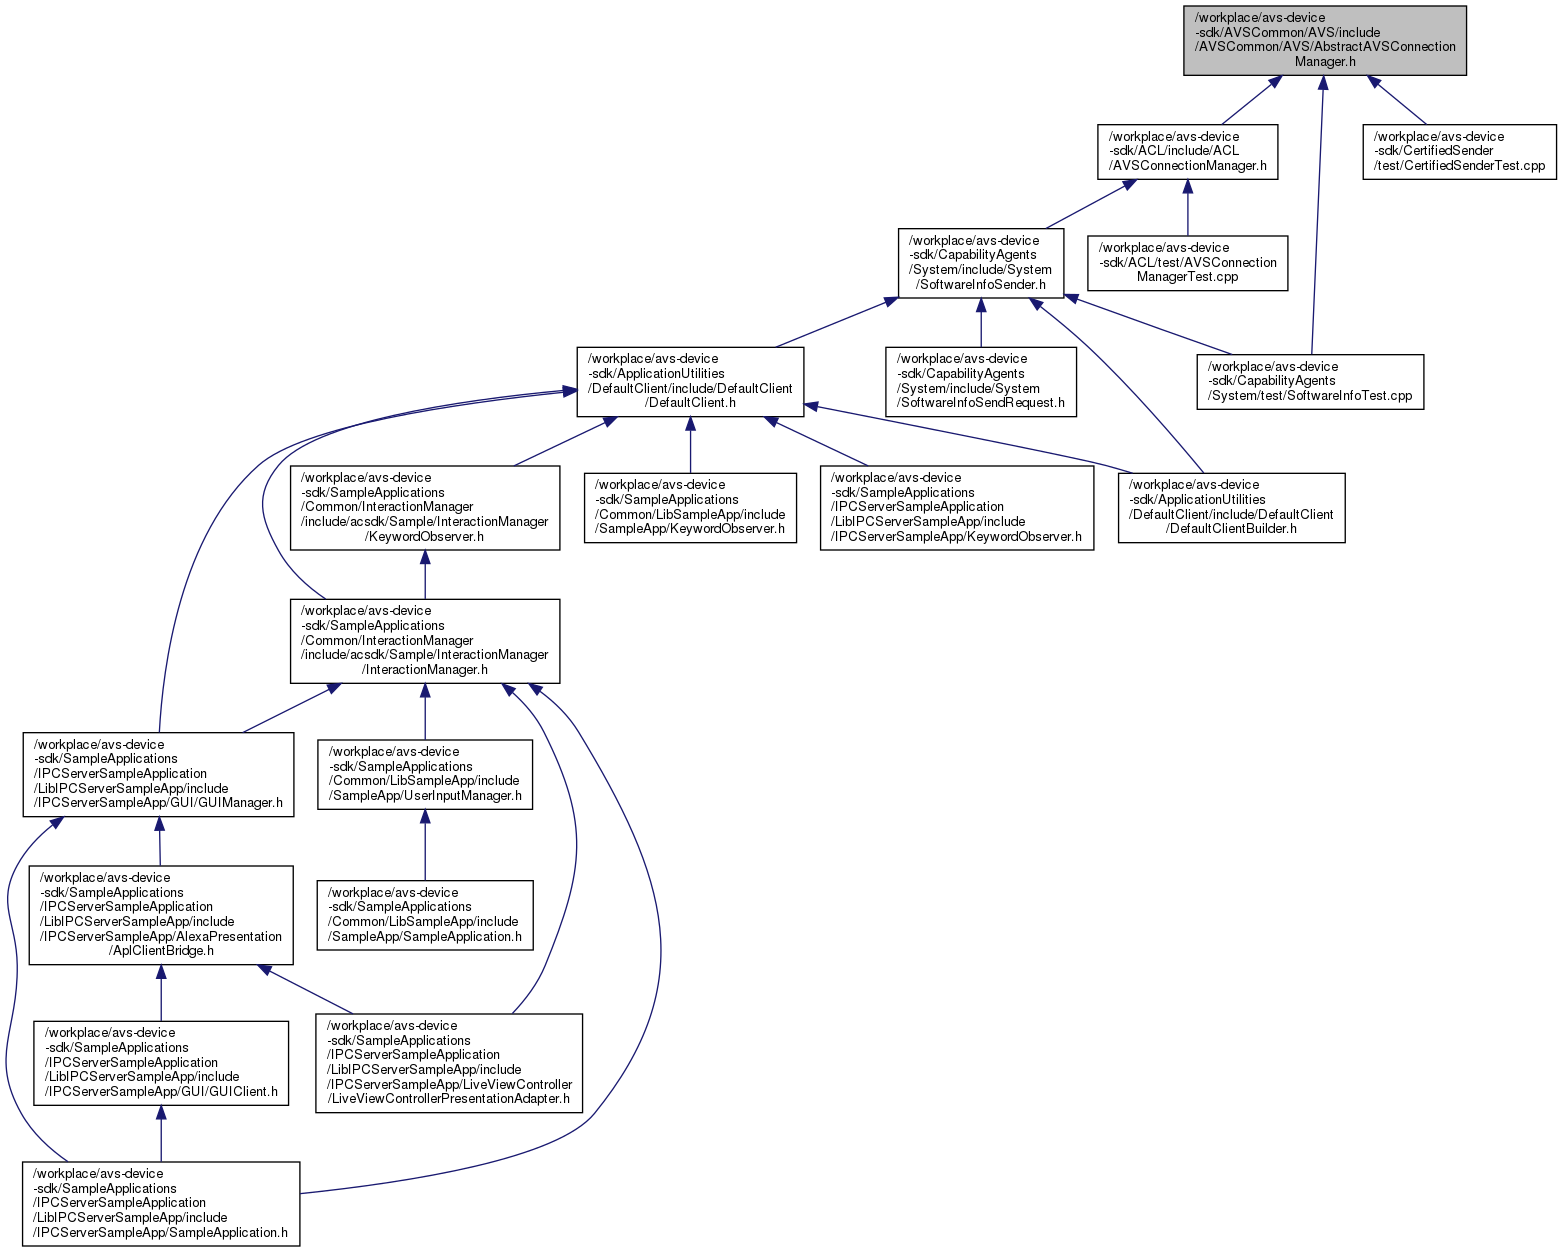 /workplace/avs-device
-sdk/AVSCommon/AVS/include
/AVSCommon/AVS/AbstractAVSConnection
Manager.h
/workplace/avs-device
-sdk/ACL/include/ACL
/AVSConnectionManager.h
/workplace/avs-device
-sdk/CertifiedSender
/test/CertifiedSenderTest.cpp
/workplace/avs-device
-sdk/CapabilityAgents
/System/include/System
/SoftwareInfoSender.h
/workplace/avs-device
-sdk/ACL/test/AVSConnection
ManagerTest.cpp
/workplace/avs-device
-sdk/ApplicationUtilities
/DefaultClient/include/DefaultClient
/DefaultClient.h
/workplace/avs-device
-sdk/CapabilityAgents
/System/include/System
/SoftwareInfoSendRequest.h
/workplace/avs-device
-sdk/CapabilityAgents
/System/test/SoftwareInfoTest.cpp
/workplace/avs-device
-sdk/SampleApplications
/Common/InteractionManager
/include/acsdk/Sample/InteractionManager
/KeywordObserver.h
/workplace/avs-device
-sdk/SampleApplications
/Common/LibSampleApp/include
/SampleApp/KeywordObserver.h
/workplace/avs-device
-sdk/SampleApplications
/IPCServerSampleApplication
/LibIPCServerSampleApp/include
/IPCServerSampleApp/KeywordObserver.h
/workplace/avs-device
-sdk/ApplicationUtilities
/DefaultClient/include/DefaultClient
/DefaultClientBuilder.h
/workplace/avs-device
-sdk/SampleApplications
/Common/InteractionManager
/include/acsdk/Sample/InteractionManager
/InteractionManager.h
/workplace/avs-device
-sdk/SampleApplications
/IPCServerSampleApplication
/LibIPCServerSampleApp/include
/IPCServerSampleApp/GUI/GUIManager.h
/workplace/avs-device
-sdk/SampleApplications
/Common/LibSampleApp/include
/SampleApp/UserInputManager.h
/workplace/avs-device
-sdk/SampleApplications
/IPCServerSampleApplication
/LibIPCServerSampleApp/include
/IPCServerSampleApp/AlexaPresentation
/AplClientBridge.h
/workplace/avs-device
-sdk/SampleApplications
/Common/LibSampleApp/include
/SampleApp/SampleApplication.h
/workplace/avs-device
-sdk/SampleApplications
/IPCServerSampleApplication
/LibIPCServerSampleApp/include
/IPCServerSampleApp/GUI/GUIClient.h
/workplace/avs-device
-sdk/SampleApplications
/IPCServerSampleApplication
/LibIPCServerSampleApp/include
/IPCServerSampleApp/LiveViewController
/LiveViewControllerPresentationAdapter.h
/workplace/avs-device
-sdk/SampleApplications
/IPCServerSampleApplication
/LibIPCServerSampleApp/include
/IPCServerSampleApp/SampleApplication.h